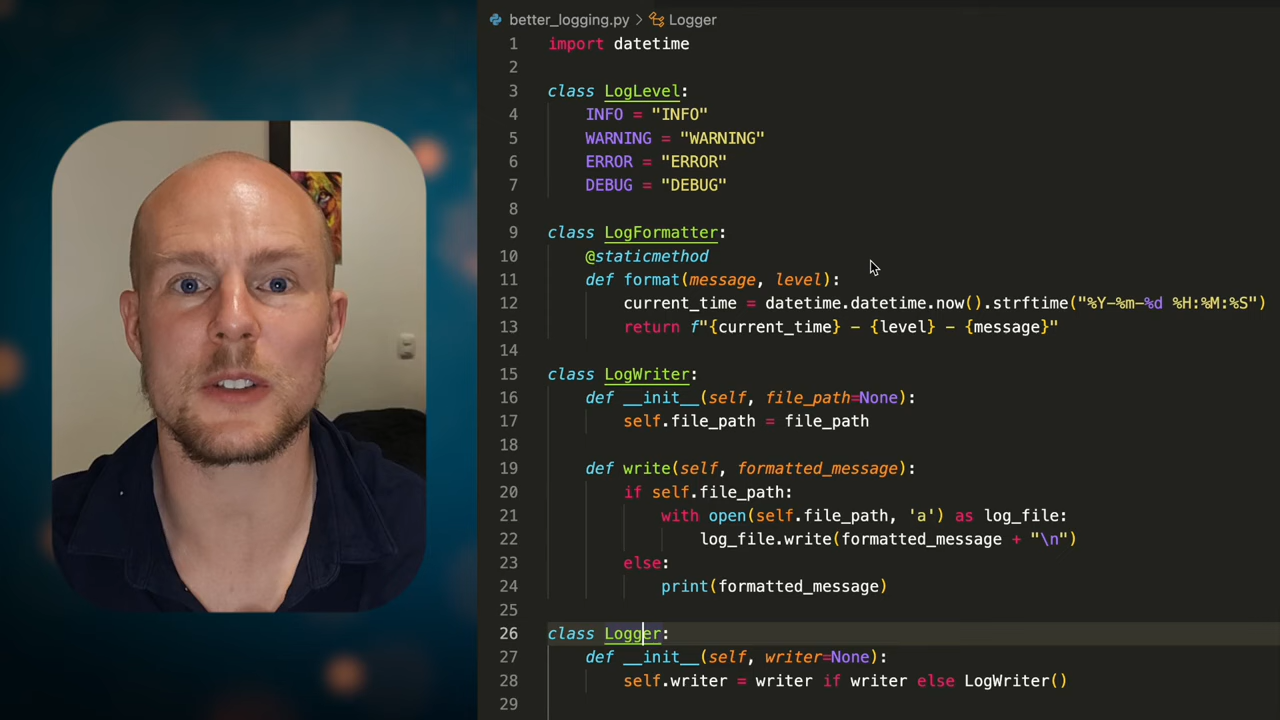 better_logging.py > Logger
1 import datetime
2
3 class LogLevel:
4     INFO = "INFO"
5     WARNING = "WARNING"
6     ERROR = "ERROR"
7     DEBUG = "DEBUG"
8
9 class LogFormatter:
10     @staticmethod
11     def format(message, level):
12         current_time = datetime.datetime.now().strftime("%Y-%m-%d %H:%M:%S")
13         return f"{current_time} - {level} - {message}"
14
15 class LogWriter:
16     def __init__(self, file_path=None):
17         self.file_path = file_path
18
19     def write(self, formatted_message):
20         if self.file_path:
21             with open(self.file_path, 'a') as log_file:
22                 log_file.write(formatted_message + "\n")
23         else:
24             print(formatted_message)
25
26 class Logger:
27     def __init__(self, writer=None):
28         self.writer = writer if writer else LogWriter()
29